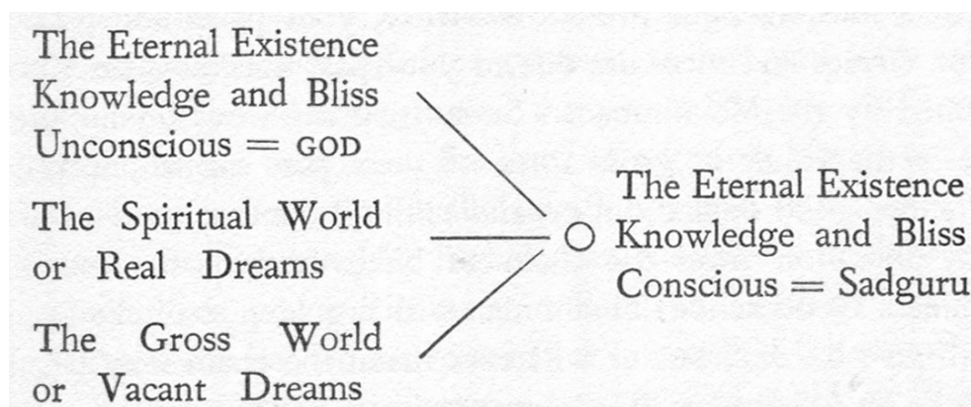 The Eternal Existence
Knowledge and Bliss
Unconscious = GOD
The Spiritual World
or Real Dreams
The Gross World
or Vacant Dreams
The Eternal Existence
Knowledge and Bliss
Conscious = Sadguru